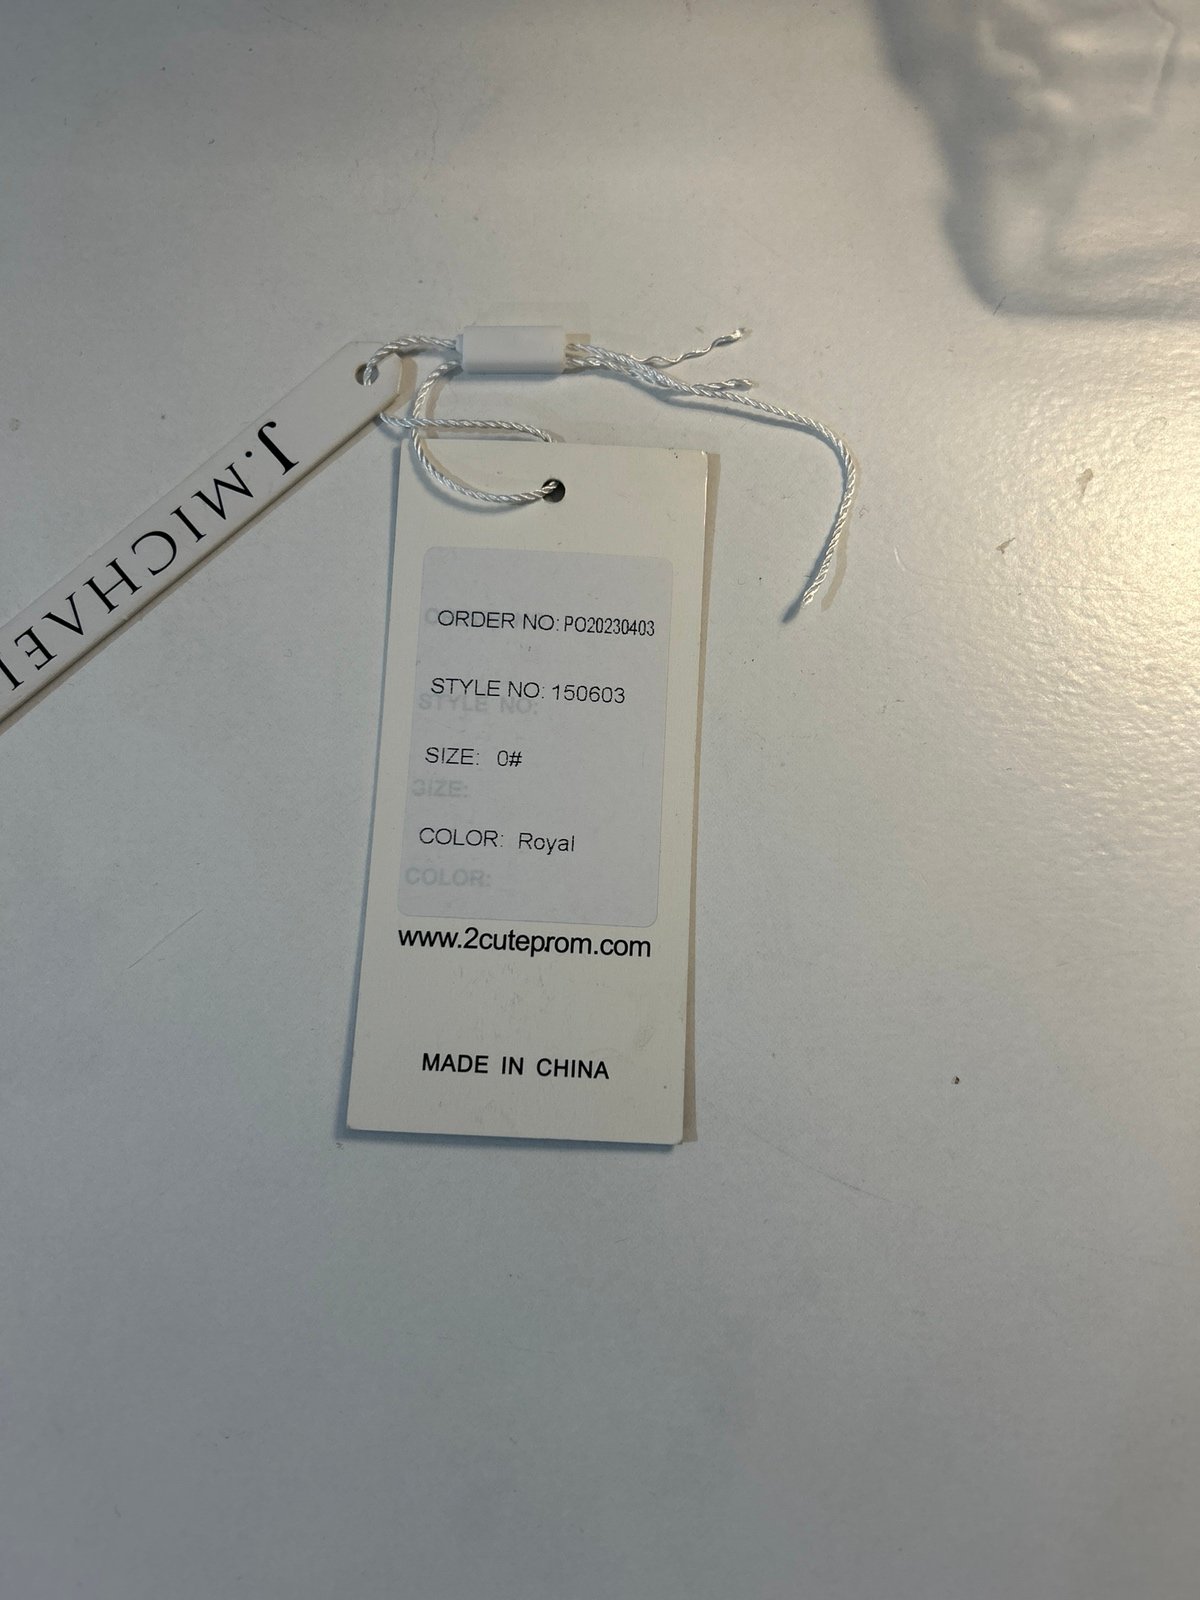 J.MICHAEL
ORDER NO: PO20230403
STYLE NO: 150603
STYLE NO:
SIZE: 0#
SIZE:
COLOR: Royal
COLOR:
www.2cuteprom.com
MADE IN CHINA